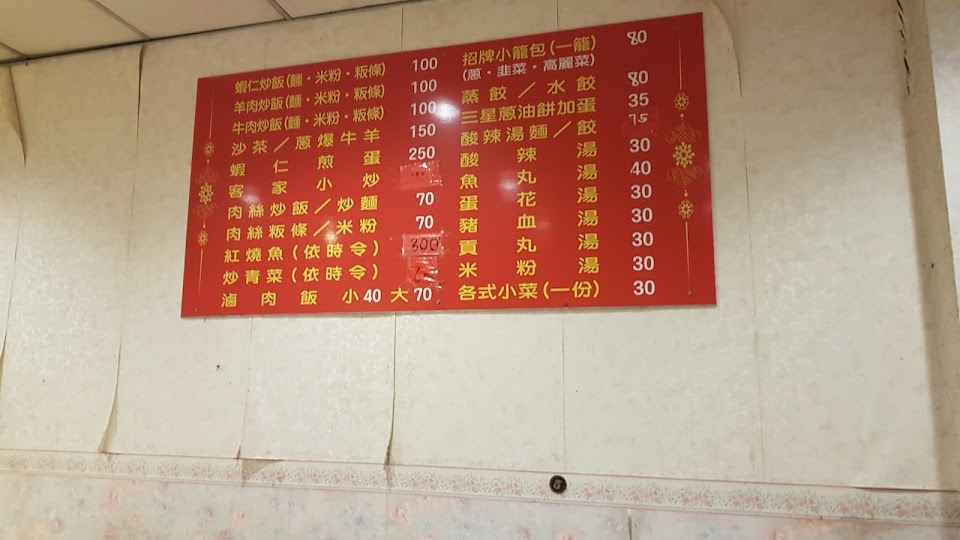 蝦仁炒飯(麵・米粉・粄條) 100
羊肉炒飯(麵・米粉・粄條) 100
牛肉炒飯(麵・米粉・粄條) 100
沙茶/蔥爆牛羊 150
蝦仁煎蛋 250
客家小炒
肉絲炒飯/炒麵 70
肉絲粄條/米粉 70
紅燒魚(依時令) 300
炒青菜(依時令)
滷肉飯 小40 大70
招牌小籠包(一籠) 80
(蔥・韭菜・高麗菜)
蒸餃/水餃 80
三星蔥油餅加蛋 35
酸辣湯麵/餃 75
酸辣湯 30
魚丸湯 40
蛋花湯 30
豬血湯 30
貢丸湯 30
米粉湯 30
各式小菜(一份) 30